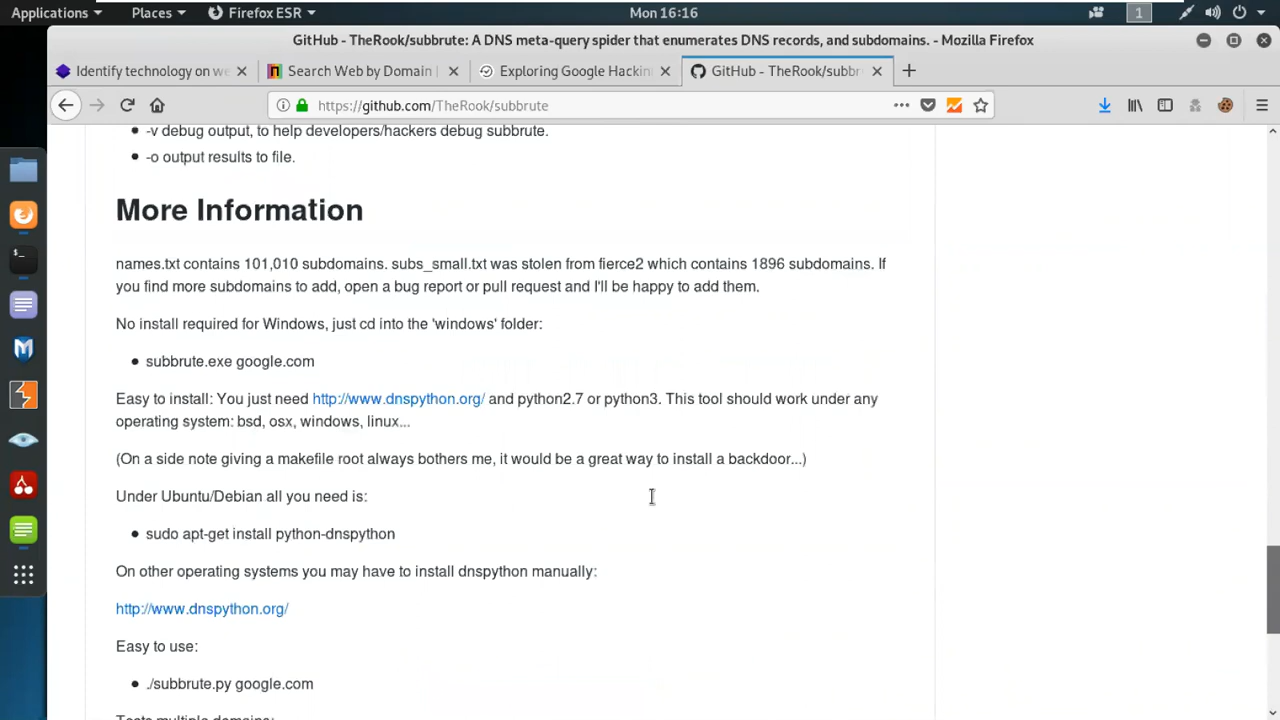 Applications Places Firefox ESR Mon 16:16 1
GitHub - TheRook/subbrute: A DNS meta-query spider that enumerates DNS records, and subdomains. - Mozilla Firefox
Identify technology on we Search Web by Domain | Exploring Google Hackin GitHub - TheRook/subbr
https://github.com/TheRook/subbrute
• -v debug output, to help developers/hackers debug subbrute.
• -o output results to file.
More Information
names.txt contains 101,010 subdomains. subs_small.txt was stolen from fierce2 which contains 1896 subdomains. If
you find more subdomains to add, open a bug report or pull request and I'll be happy to add them.
No install required for Windows, just cd into the 'windows' folder:
• subbrute.exe google.com
Easy to install: You just need http://www.dnspython.org/ and python2.7 or python3. This tool should work under any
operating system: bsd, osx, windows, linux...
(On a side note giving a makefile root always bothers me, it would be a great way to install a backdoor...)
Under Ubuntu/Debian all you need is:
• sudo apt-get install python-dnspython
On other operating systems you may have to install dnspython manually:
http://www.dnspython.org/
Easy to use:
• ./subbrute.py google.com
Tests multiple domains: